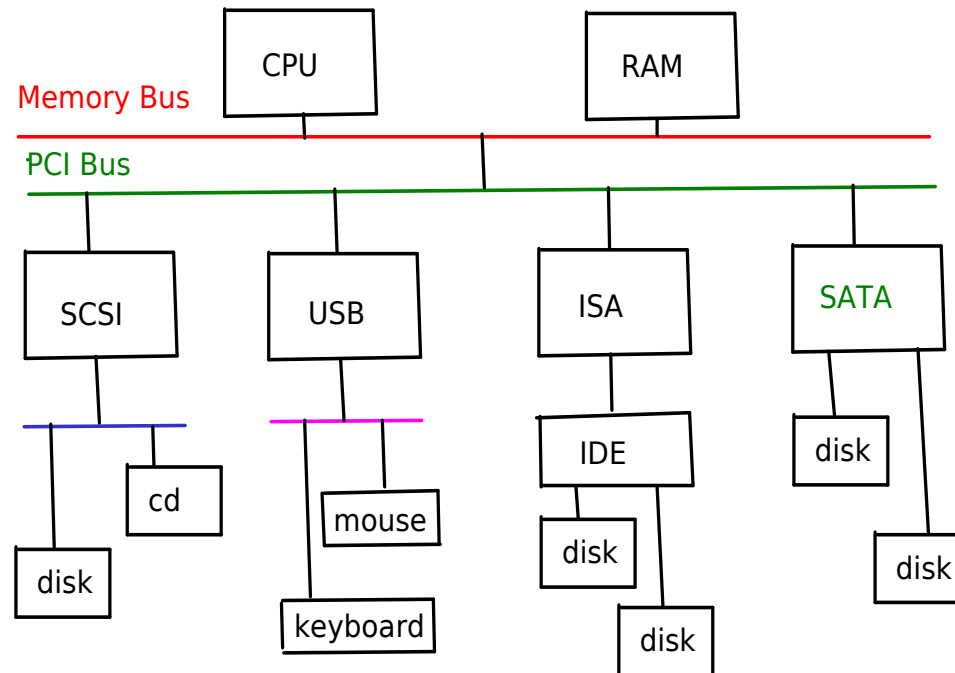 CPU
RAM
Memory Bus
PCI Bus
SCSI
USB
ISA
SATA
IDE
disk
cd
mouse
disk
disk
disk
keyboard
disk